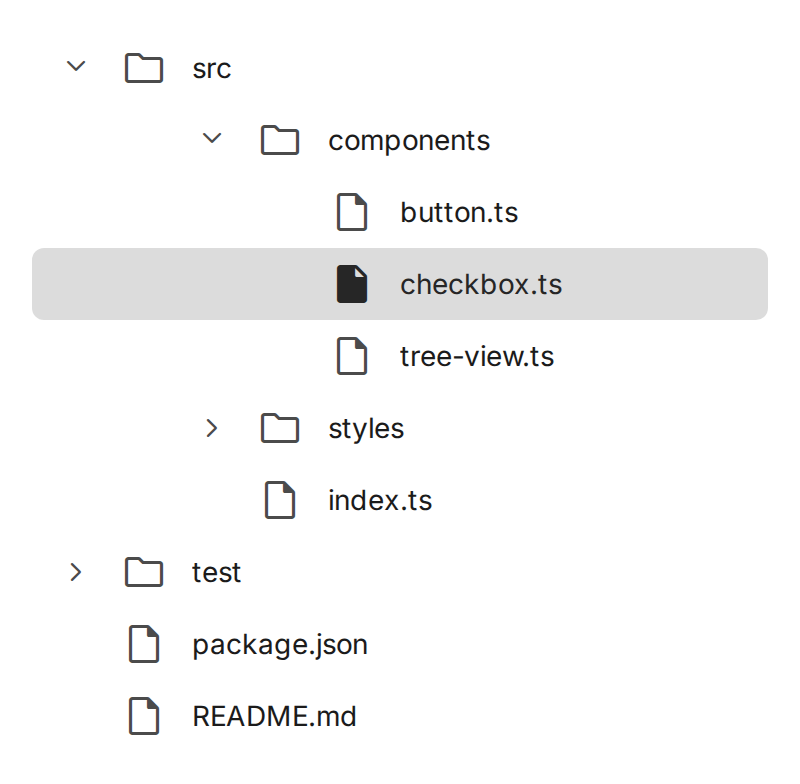 src
components
button.ts
checkbox.ts
tree-view.ts
styles
index.ts
test
package.json
README.md